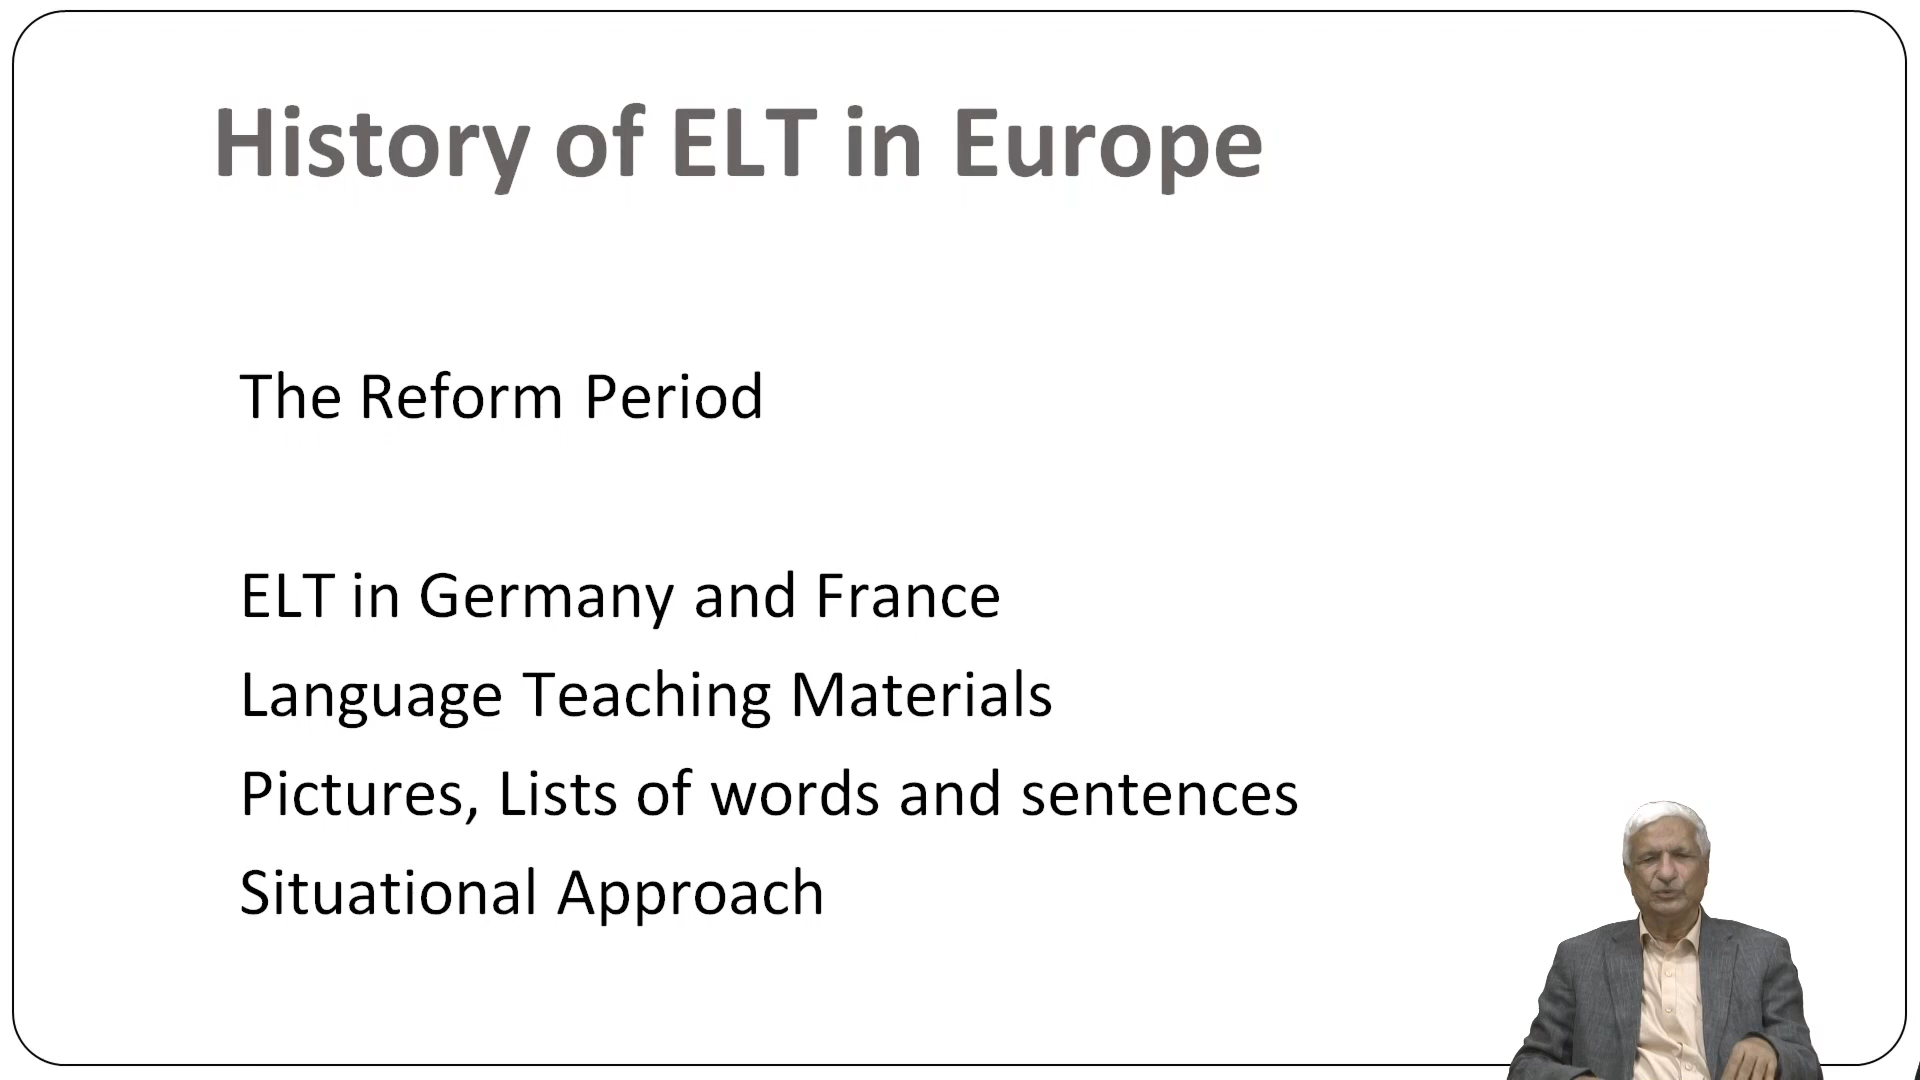 History of ELT in Europe
The Reform Period
ELT in Germany and France
Language Teaching Materials
Pictures, Lists of words and sentences
Situational Approach